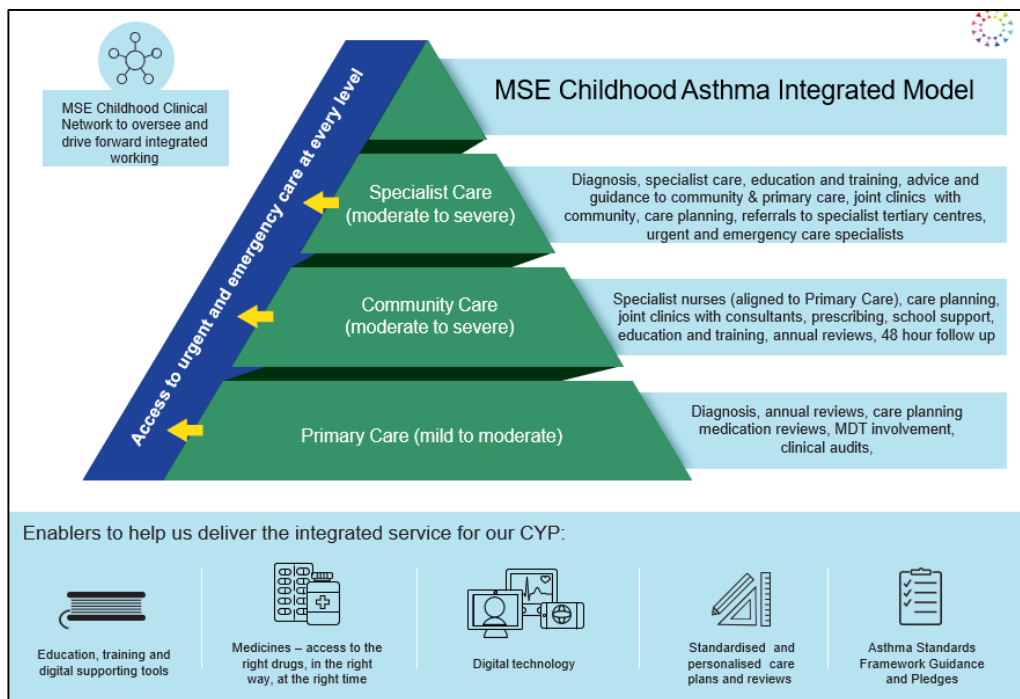 MSE Childhood Asthma Integrated Model
MSE Childhood Clinical
Network to oversee and
drive forward integrated
working
Access to urgent and emergency care at every level
Specialist Care
(moderate to severe)
Diagnosis, specialist care, education and training, advice and
guidance to community & primary care, joint clinics with
community, care planning, referrals to specialist tertiary centres,
urgent and emergency care specialists
Community Care
(moderate to severe)
Specialist nurses (aligned to Primary Care), care planning,
joint clinics with consultants, prescribing, school support,
education and training, annual reviews, 48 hour follow up
Primary Care (mild to moderate)
Diagnosis, annual reviews, care planning
medication reviews, MDT involvement,
clinical audits,
Enablers to help us deliver the integrated service for our CYP:
Education, training and
digital supporting tools
Medicines – access to the
right drugs, in the right
way, at the right time
Digital technology
Standardised and
personalised care
plans and reviews
Asthma Standards
Framework Guidance
and Pledges